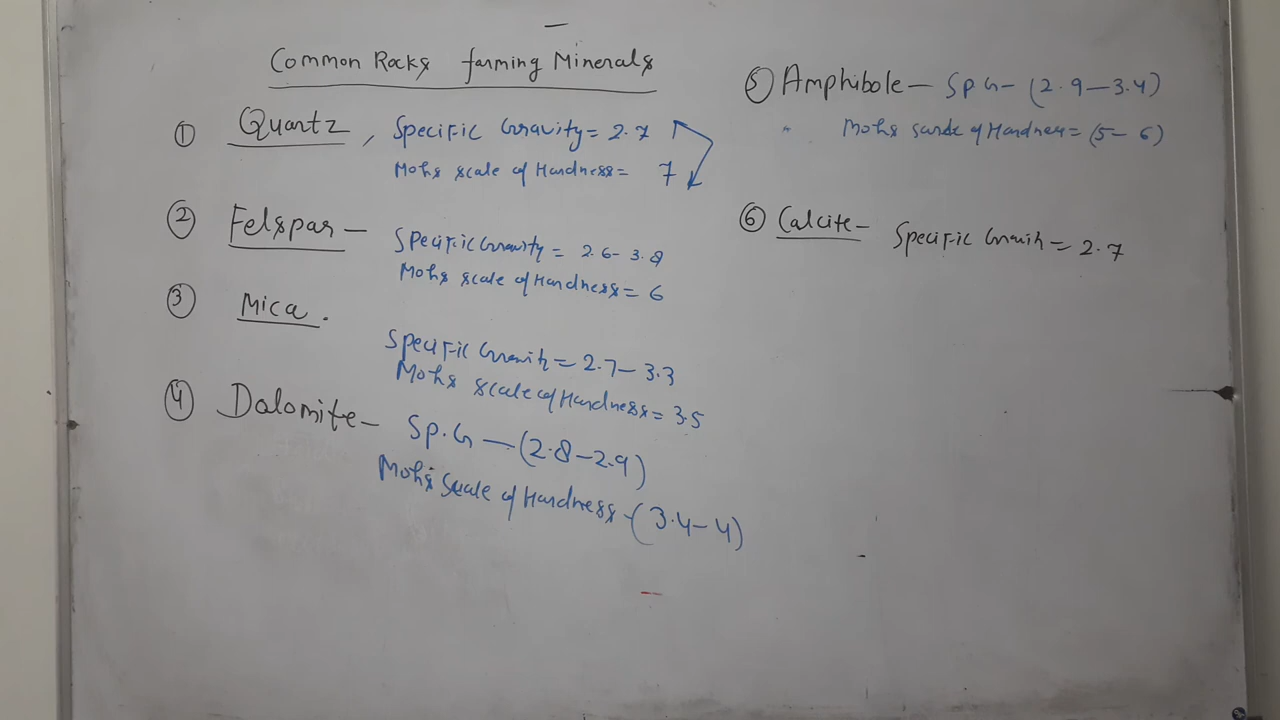 Common Rocks forming Minerals
① Quartz, Specific Gravity = 2.7
Mohs scale of Hardness = 7
② Felspar - Specific Gravity = 2.6 - 3.8
Mohs scale of Hardness = 6
③ Mica.
Specific Gravity = 2.7 - 3.3
Mohs scale of Hardness = 3.5
④ Dolomite - Sp.G - (2.8 - 2.9)
Mohs Scale of Hardness - (3.4 - 4)
⑤ Amphibole - Sp G - (2.9 - 3.4)
" Mohs Scale of Hardness = (5 - 6)
⑥ Calcite - Specific Gravity = 2.7